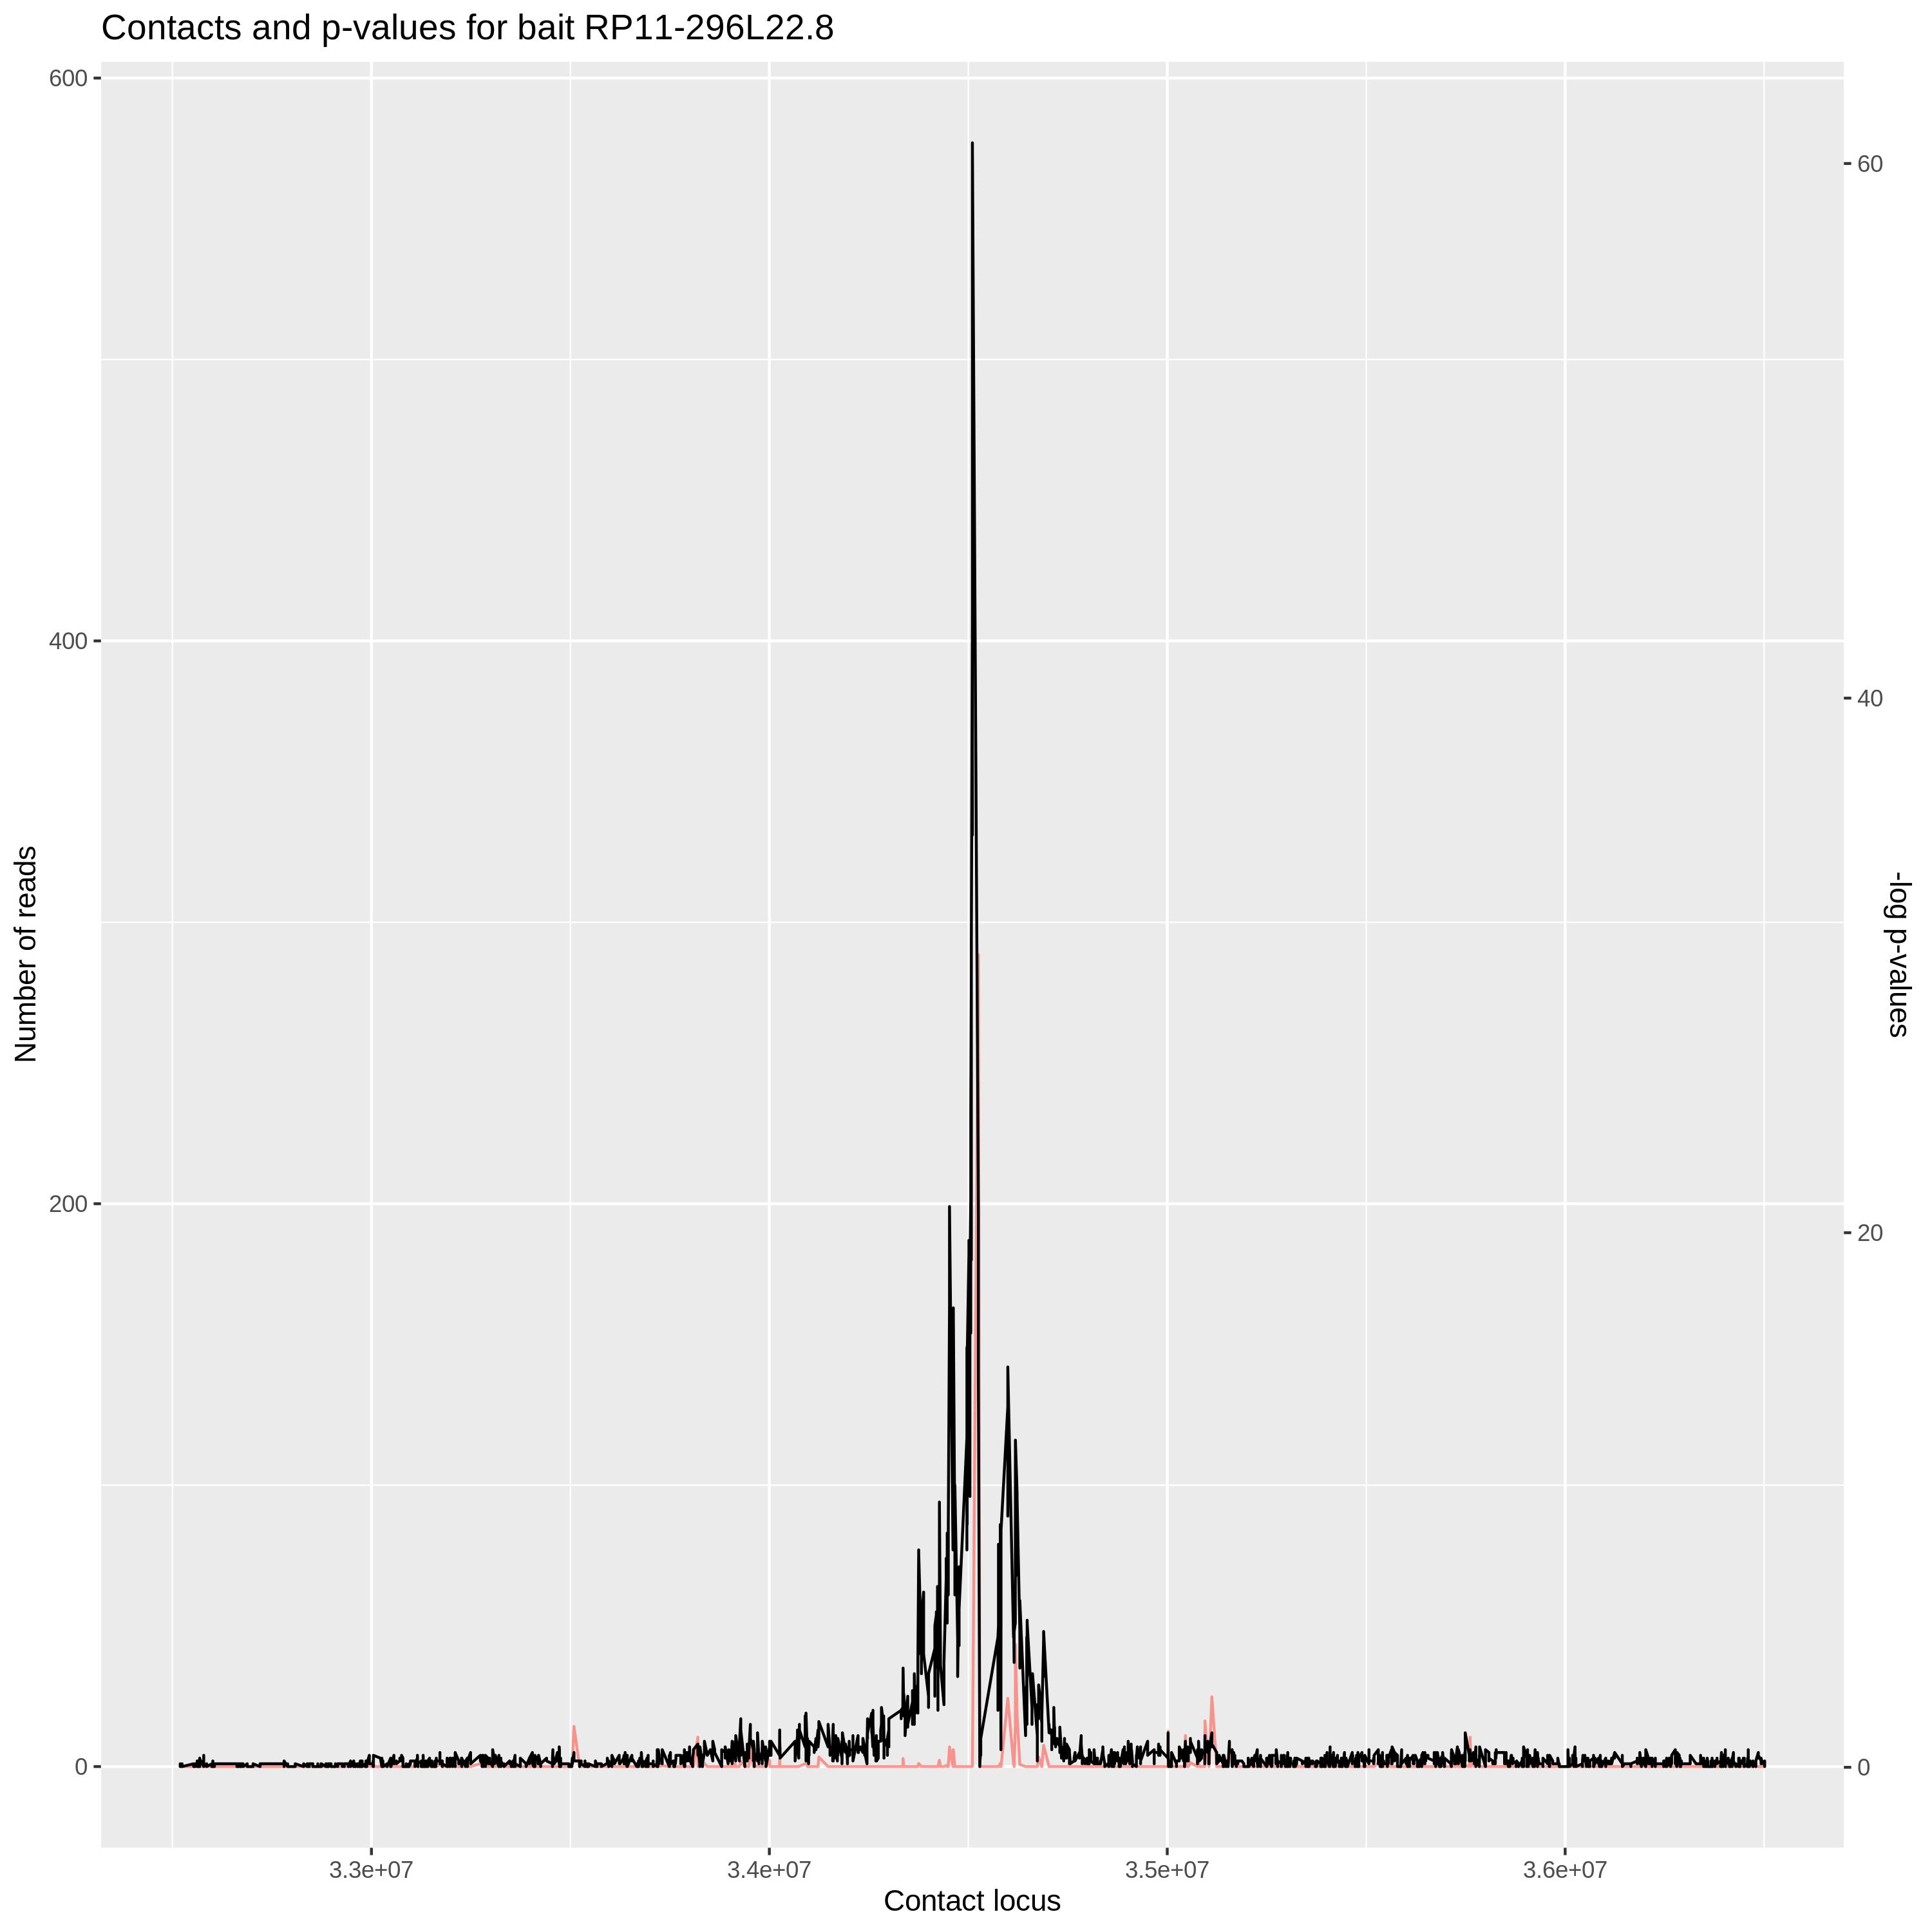 Contacts and p-values for bait RP11-296L22.8
600
400
200
0
60
40
20
0
Number of reads
-log p-values
3.3e+07
3.4e+07
3.5e+07
3.6e+07
Contact locus